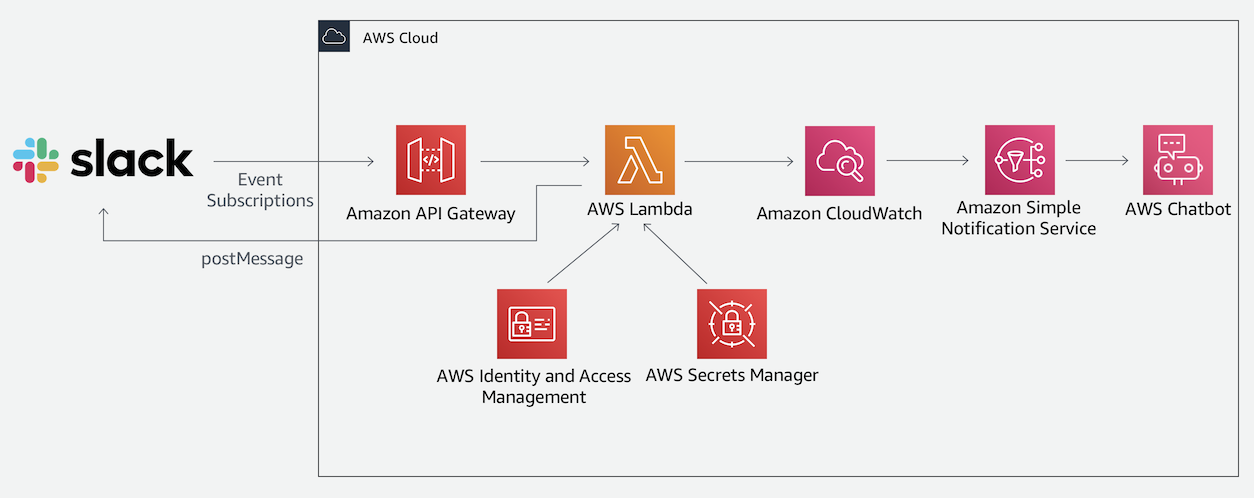 AWS Cloud
slack
Event
Subscriptions
Amazon API Gateway
AWS Lambda
Amazon CloudWatch
Amazon Simple
Notification Service
AWS Chatbot
postMessage
AWS Identity and Access
Management
AWS Secrets Manager